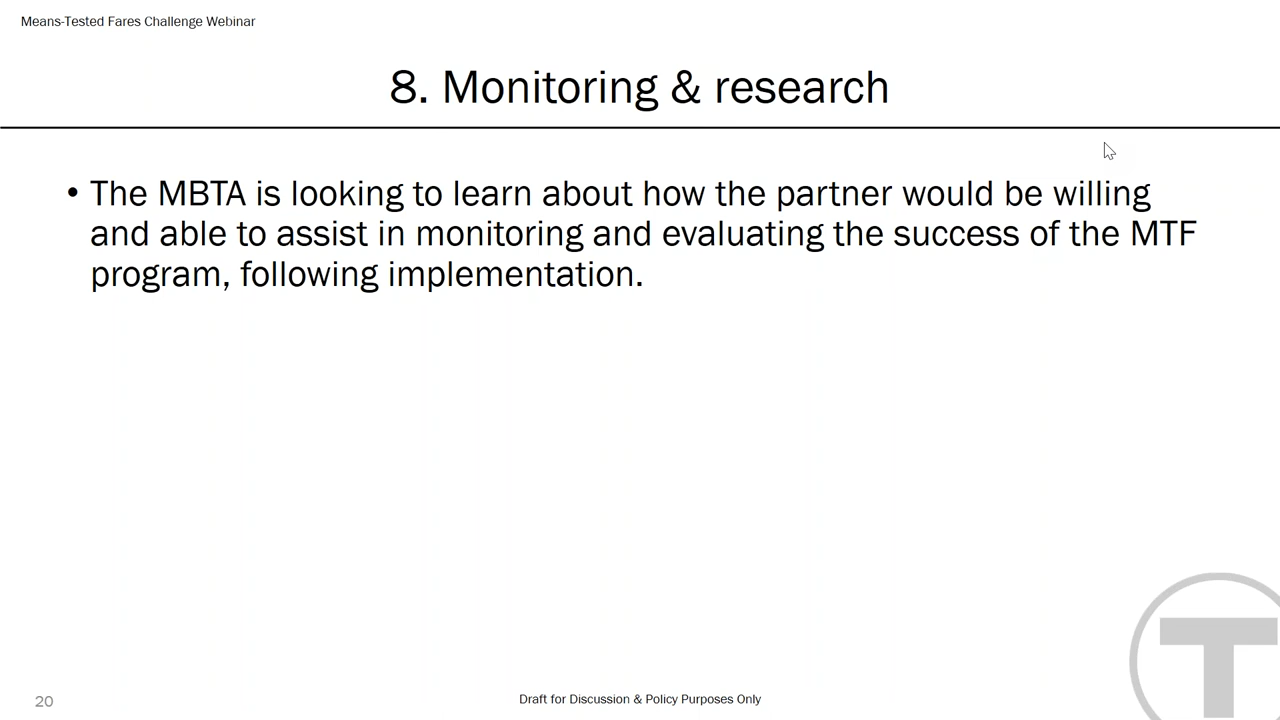 Means-Tested Fares Challenge Webinar
8. Monitoring & research
• The MBTA is looking to learn about how the partner would be willing
and able to assist in monitoring and evaluating the success of the MTF
program, following implementation.
T
20
Draft for Discussion & Policy Purposes Only